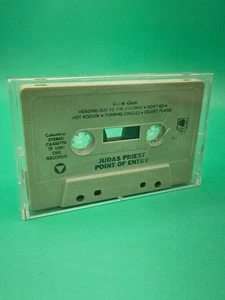 HEADING OUT TO THE HIGHWAY • DON'T GO •
HOT ROCKIN' • TURNING CIRCLES • DESERT PLAINS
Columbia
STEREO
CASSETTE
℗ 1981
CBS
RECORDS
JUDAS PRIEST
POINT OF ENTRY